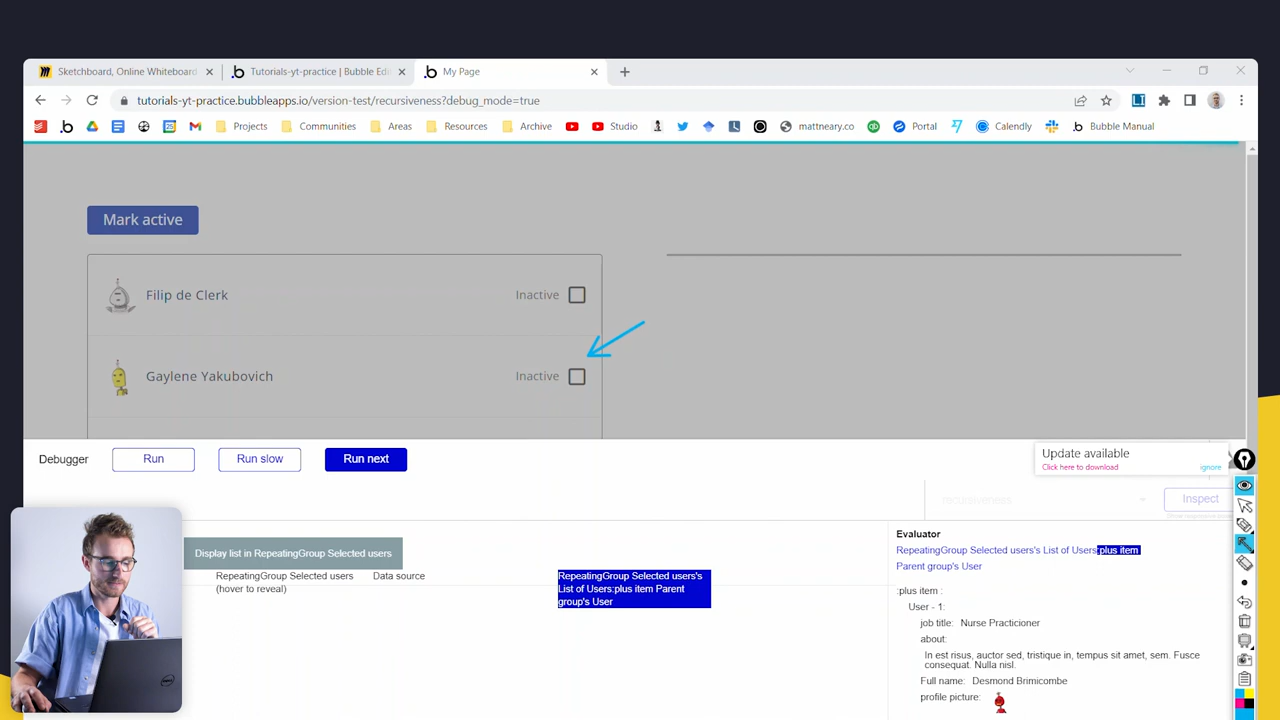 Sketchboard, Online Whiteboard
Tutorials-yt-practice | Bubble Edi
My Page
tutorials-yt-practice.bubbleapps.io/version-test/recursiveness?debug_mode=true
Projects Communities Areas Resources Archive Studio mattneary.co Portal Calendly Bubble Manual
Mark active
Filip de Clerk Inactive
Gaylene Yakubovich Inactive
Debugger Run Run slow Run next
Update available
Click here to download ignore
recursiveness Inspect
Display list in RepeatingGroup Selected users
RepeatingGroup Selected users Data source
(hover to reveal)
RepeatingGroup Selected users's
List of Users:plus item Parent
group's User
Evaluator
RepeatingGroup Selected users's List of Users:plus item
Parent group's User
:plus item :
User - 1:
job title: Nurse Practicioner
about:
In est risus, auctor sed, tristique in, tempus sit amet, sem. Fusce
consequat. Nulla nisl.
Full name: Desmond Brimicombe
profile picture: